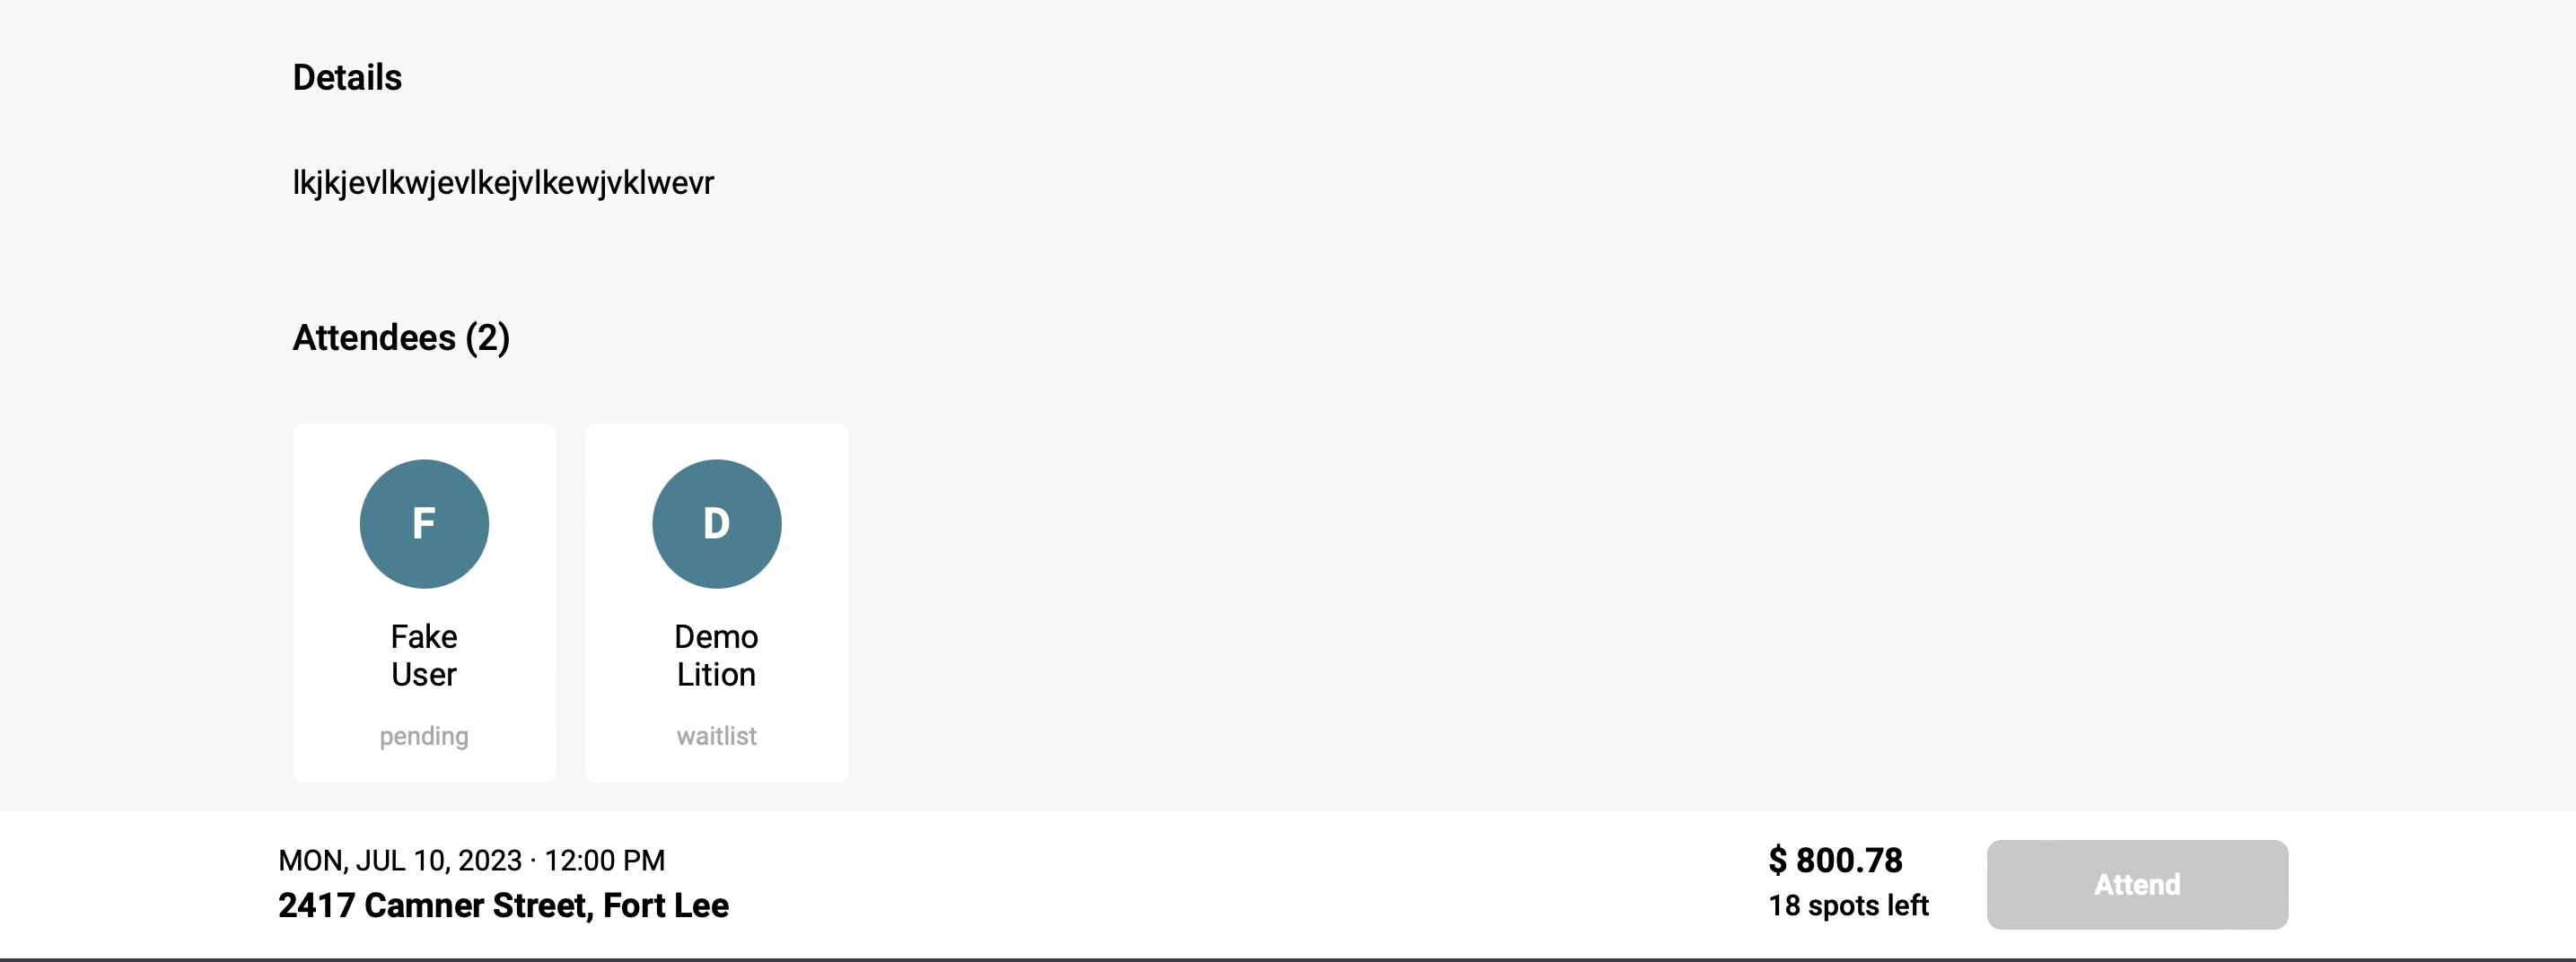 Details
lkjkjevlkwjevlkejvlkewjvklwevr
Attendees (2)
F
Fake
User
pending
D
Demo
Lition
waitlist
MON, JUL 10, 2023 · 12:00 PM
2417 Camner Street, Fort Lee
$ 800.78
18 spots left
Attend